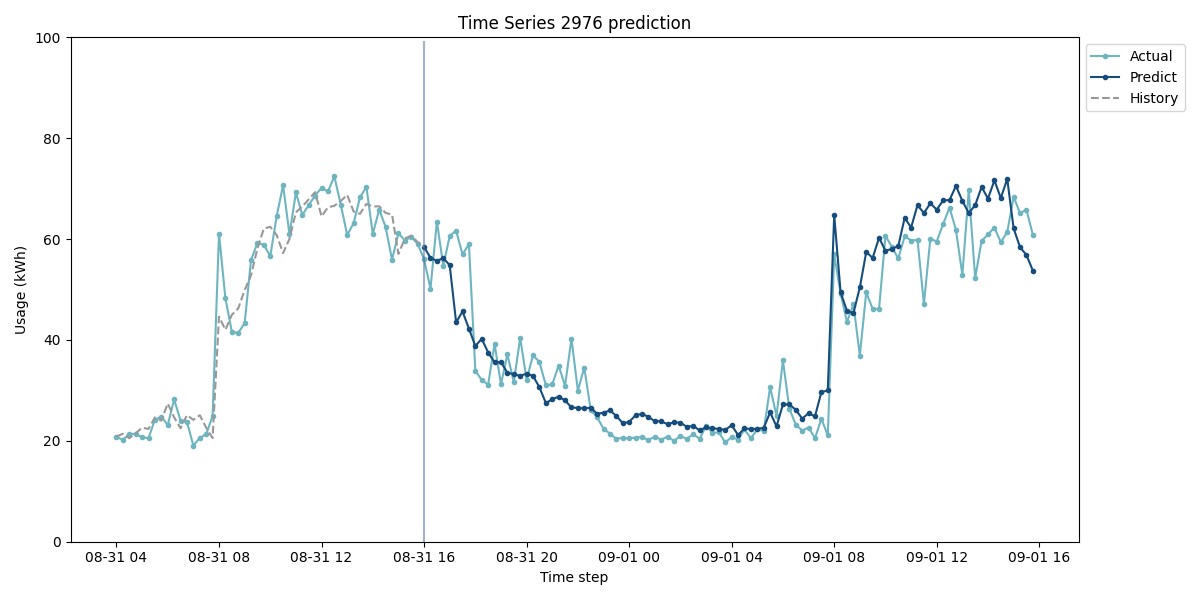 Time Series 2976 prediction
100
80
60
40
20
0
Usage (kWh)
08-31 04
08-31 08
08-31 12
08-31 16
08-31 20
09-01 00
09-01 04
09-01 08
09-01 12
09-01 16
Time step
Actual
Predict
History